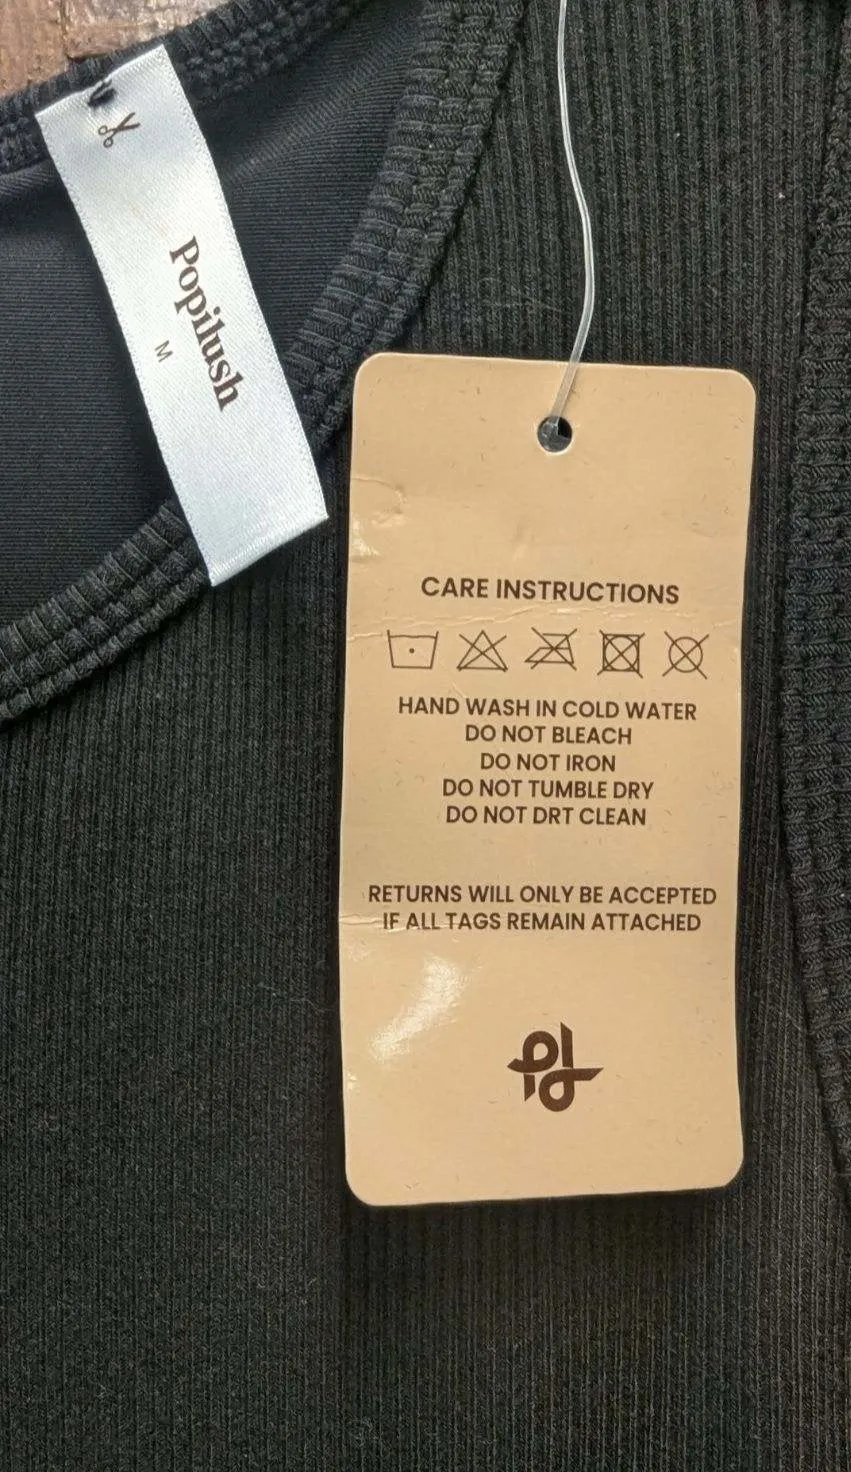 Popilush
M
CARE INSTRUCTIONS
HAND WASH IN COLD WATER
DO NOT BLEACH
DO NOT IRON
DO NOT TUMBLE DRY
DO NOT DRT CLEAN
RETURNS WILL ONLY BE ACCEPTED
IF ALL TAGS REMAIN ATTACHED